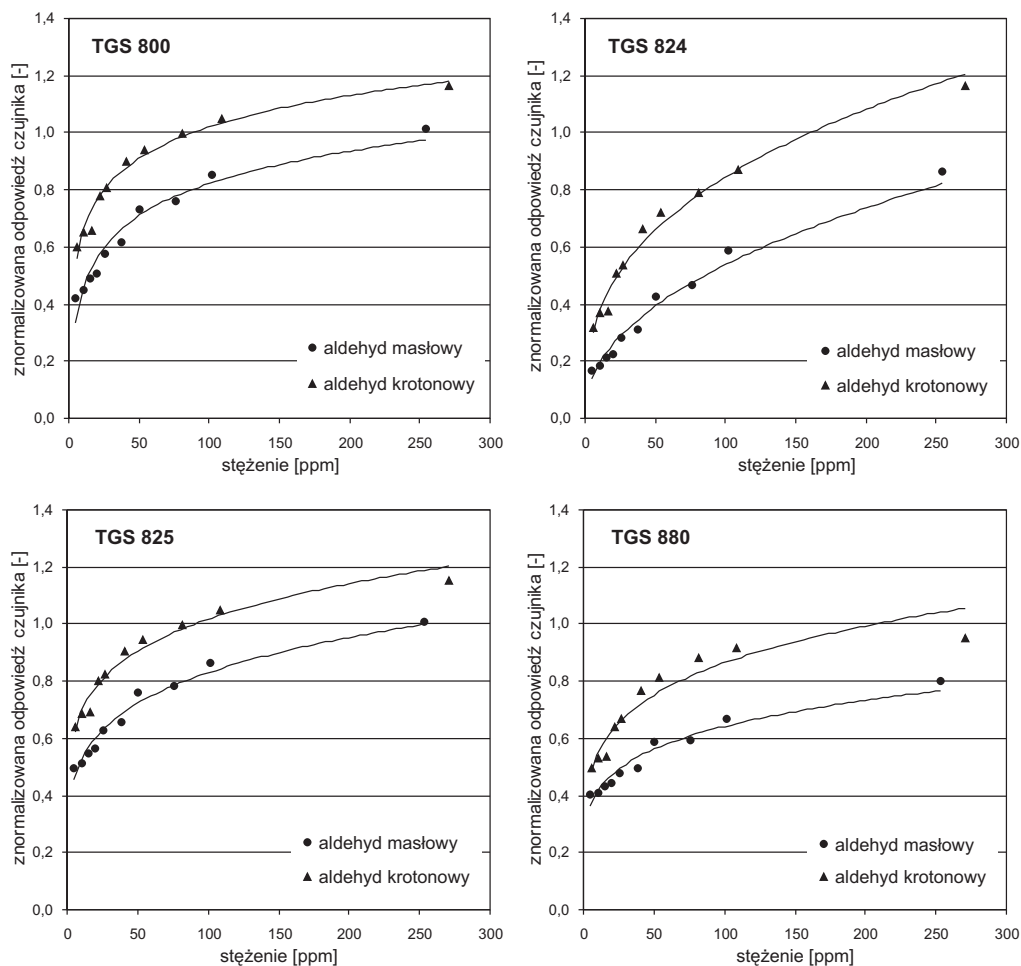 TGS 800
znormalizowana odpowiedź czujnika [-]
1,4
1,2
1,0
0,8
0,6
0,4
0,2
0,0
aldehyd masłowy
aldehyd krotonowy
0 50 100 150 200 250 300
stężenie [ppm]
TGS 824
znormalizowana odpowiedź czujnika [-]
1,4
1,2
1,0
0,8
0,6
0,4
0,2
0,0
aldehyd masłowy
aldehyd krotonowy
0 50 100 150 200 250 300
stężenie [ppm]
TGS 825
znormalizowana odpowiedź czujnika [-]
1,4
1,2
1,0
0,8
0,6
0,4
0,2
0,0
aldehyd masłowy
aldehyd krotonowy
0 50 100 150 200 250 300
stężenie [ppm]
TGS 880
znormalizowana odpowiedź czujnika [-]
1,4
1,2
1,0
0,8
0,6
0,4
0,2
0,0
aldehyd masłowy
aldehyd krotonowy
0 50 100 150 200 250 300
stężenie [ppm]